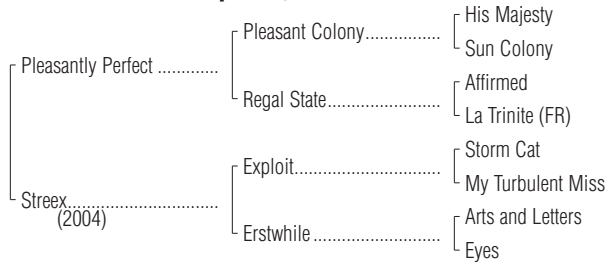 His Majesty
Pleasant Colony.................
Sun Colony
Pleasantly Perfect .............
Affirmed
Regal State.........................
La Trinite (FR)
Storm Cat
Exploit................................
My Turbulent Miss
Streex.................................
(2004)
Arts and Letters
Erstwhile ............................
Eyes